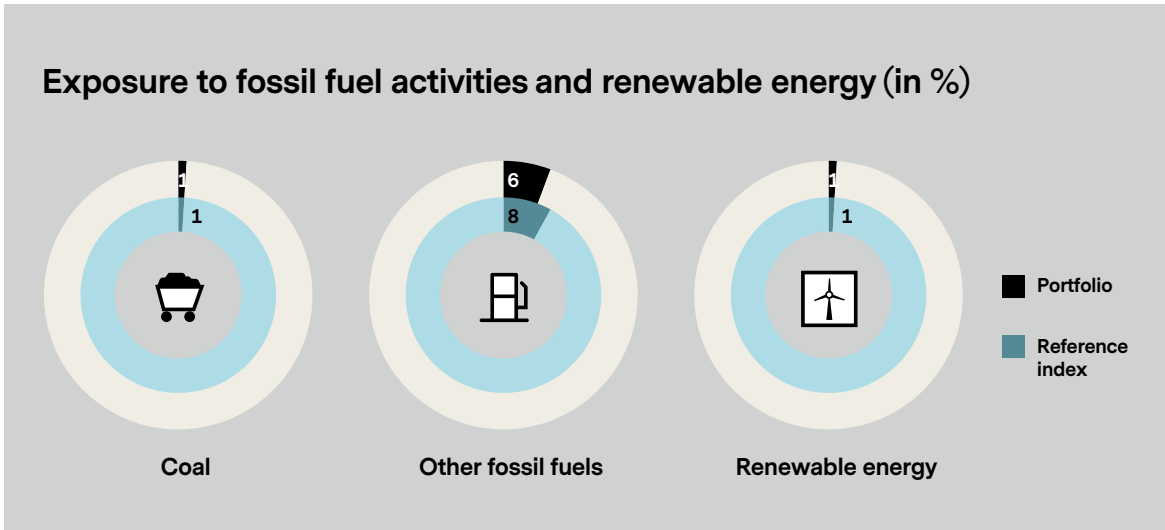 Exposure to fossil fuel activities and renewable energy (in %)
1
1
6
8
1
1
Portfolio
Reference
index
Coal
Other fossil fuels
Renewable energy